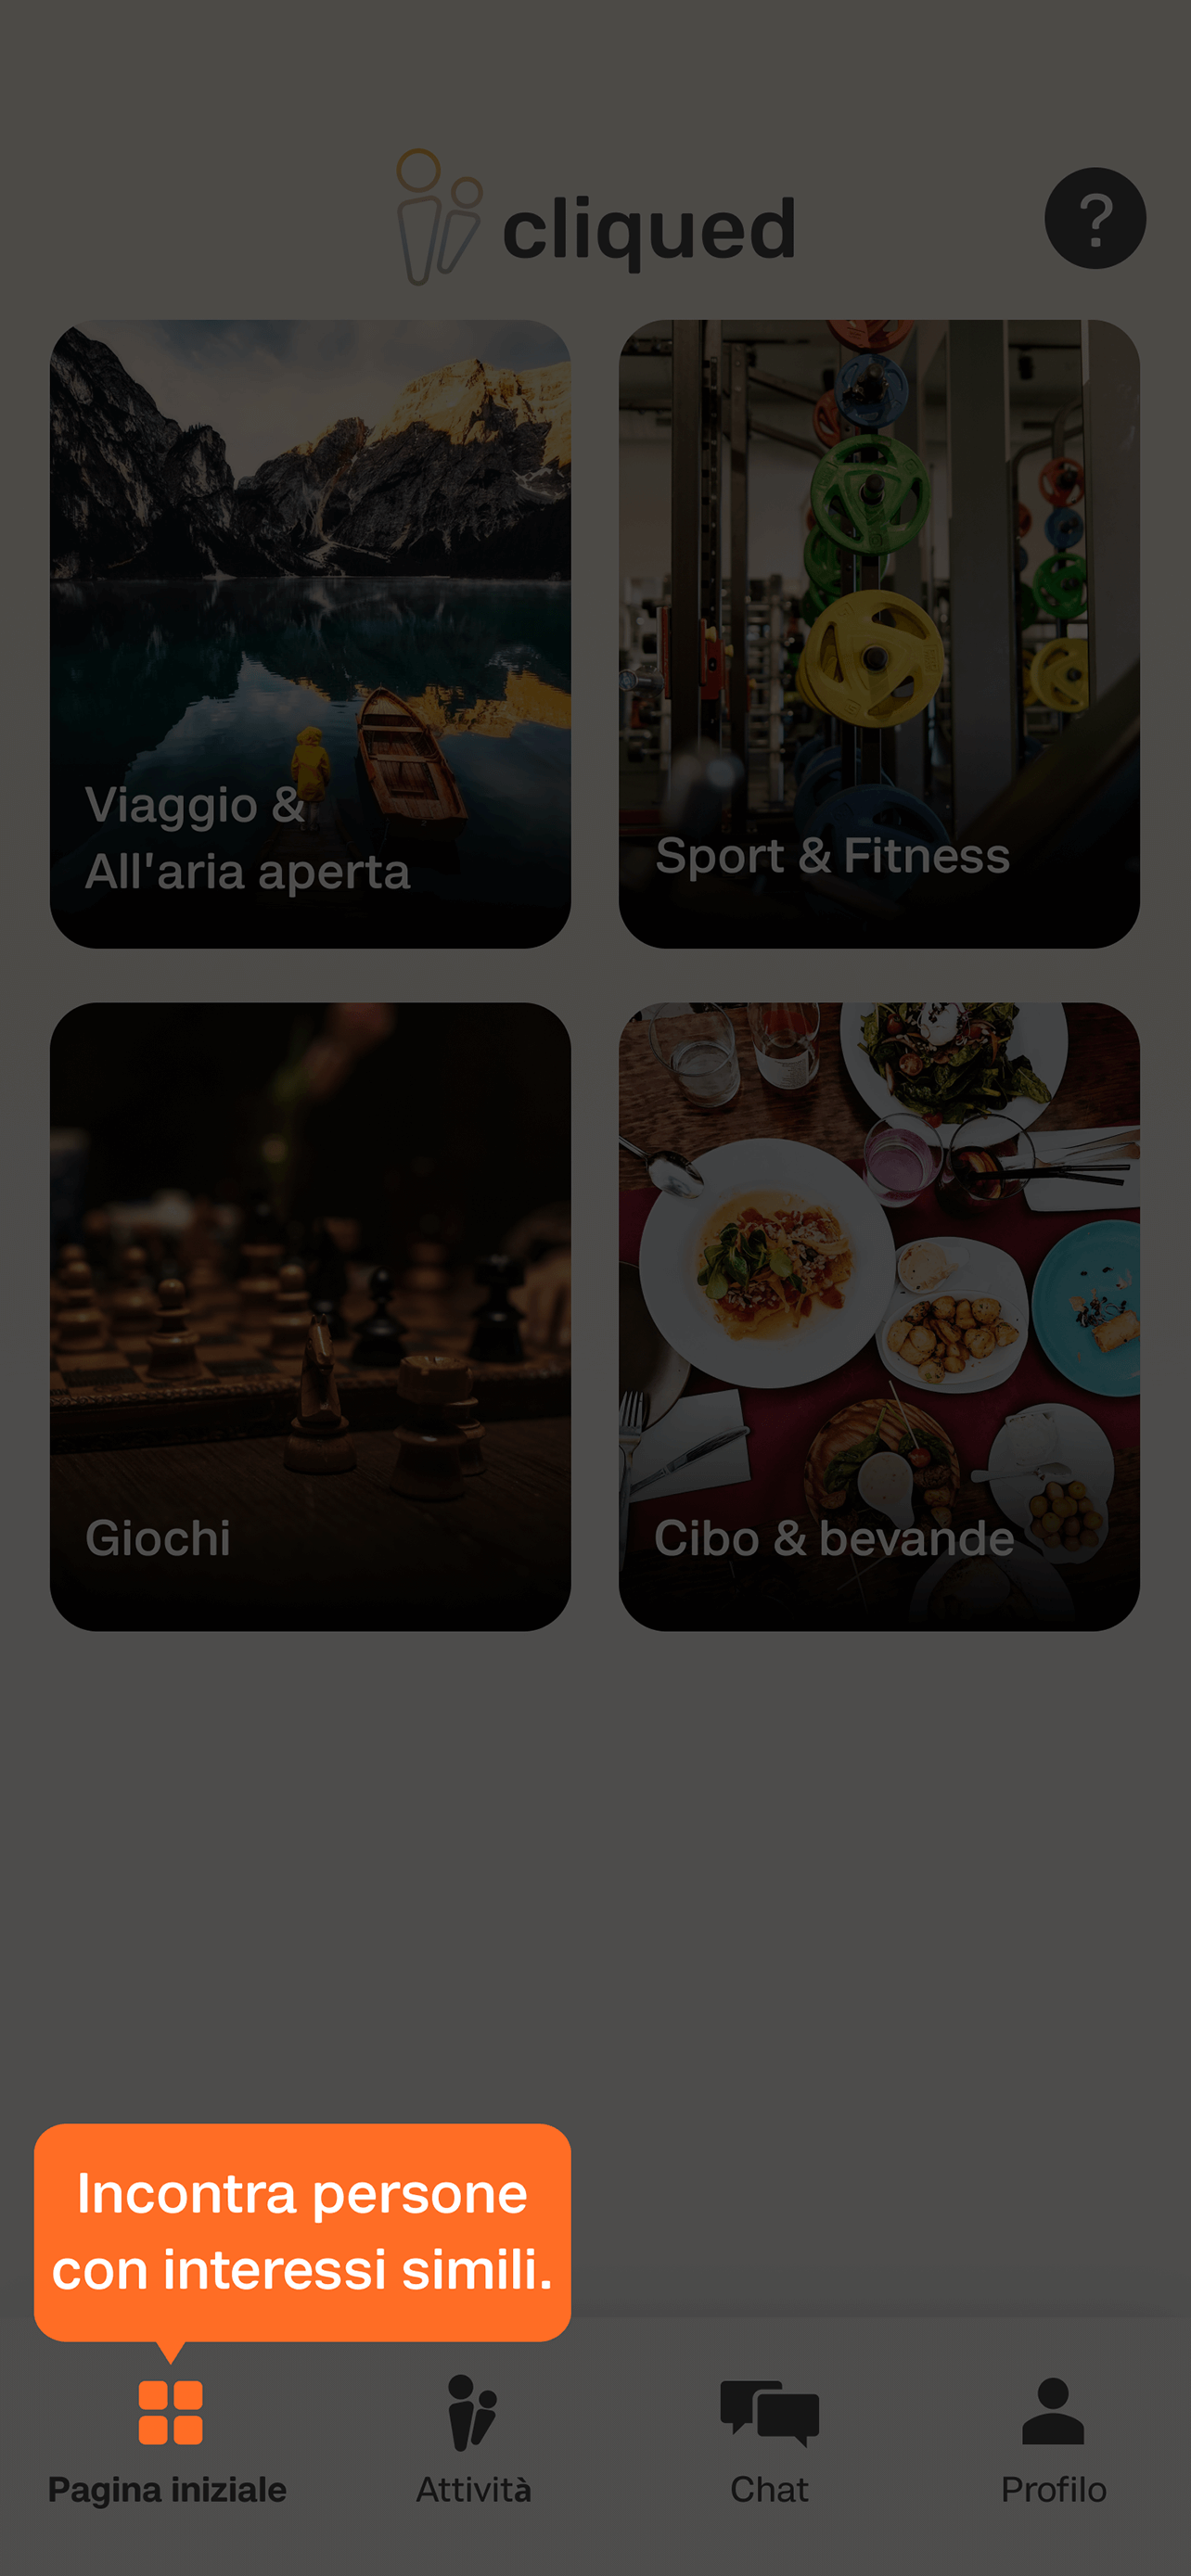 cliqued
?
Viaggio &
All'aria aperta
Sport & Fitness
Giochi
Cibo & bevande
Incontra persone
con interessi simili.
Pagina iniziale
Attività
Chat
Profilo